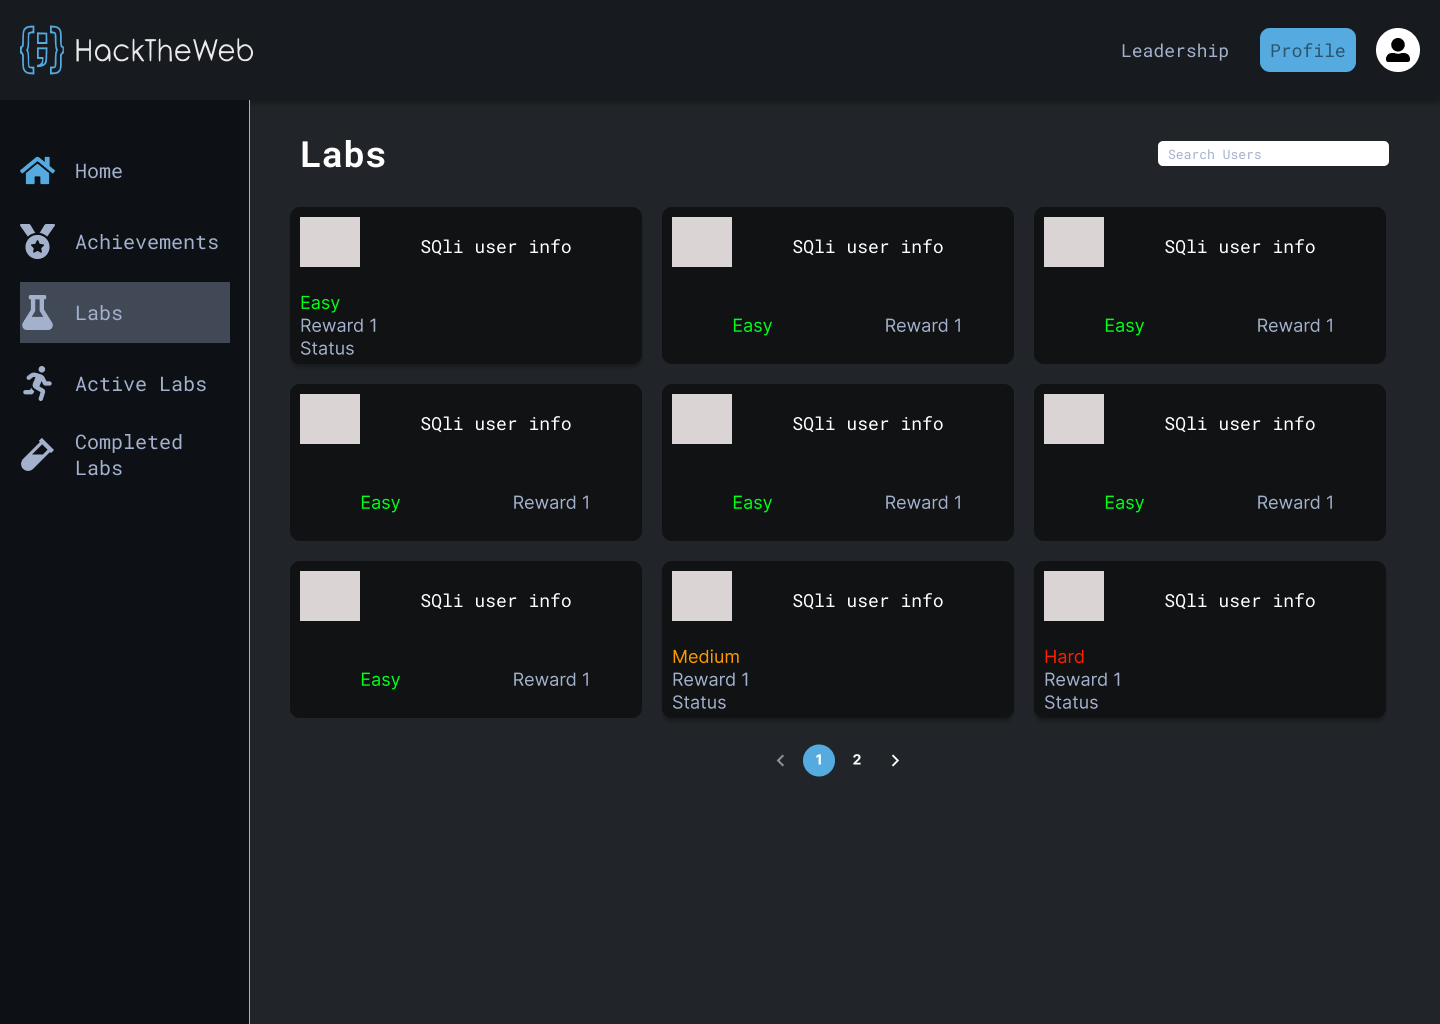 HackTheWeb
Leadership
Profile
Home
Achievements
Labs
Active Labs
Completed
Labs
Labs
Search Users
SQli user info
Easy
Reward 1
Status
SQli user info
Easy
Reward 1
SQli user info
Easy
Reward 1
SQli user info
Easy
Reward 1
SQli user info
Easy
Reward 1
SQli user info
Easy
Reward 1
SQli user info
Easy
Reward 1
SQli user info
Medium
Reward 1
Status
SQli user info
Hard
Reward 1
Status
1
2